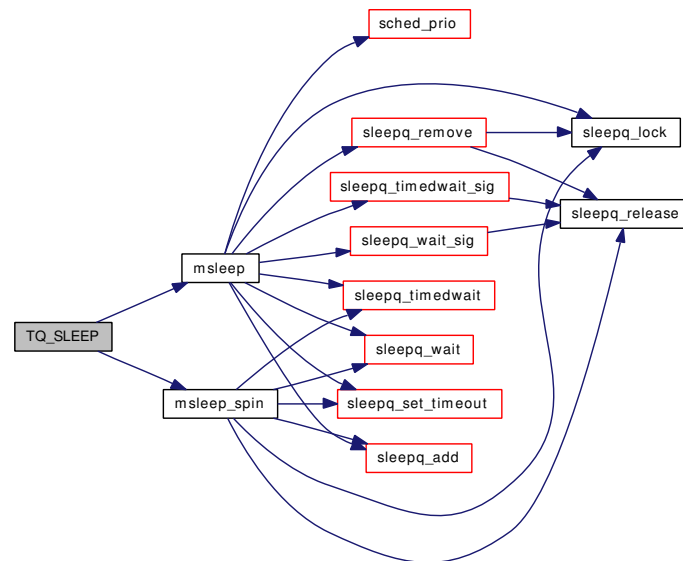 sched_prio
sleepq_remove
sleepq_lock
sleepq_timedwait_sig
sleepq_release
sleepq_wait_sig
msleep
sleepq_timedwait
TQ_SLEEP
sleepq_wait
msleep_spin
sleepq_set_timeout
sleepq_add